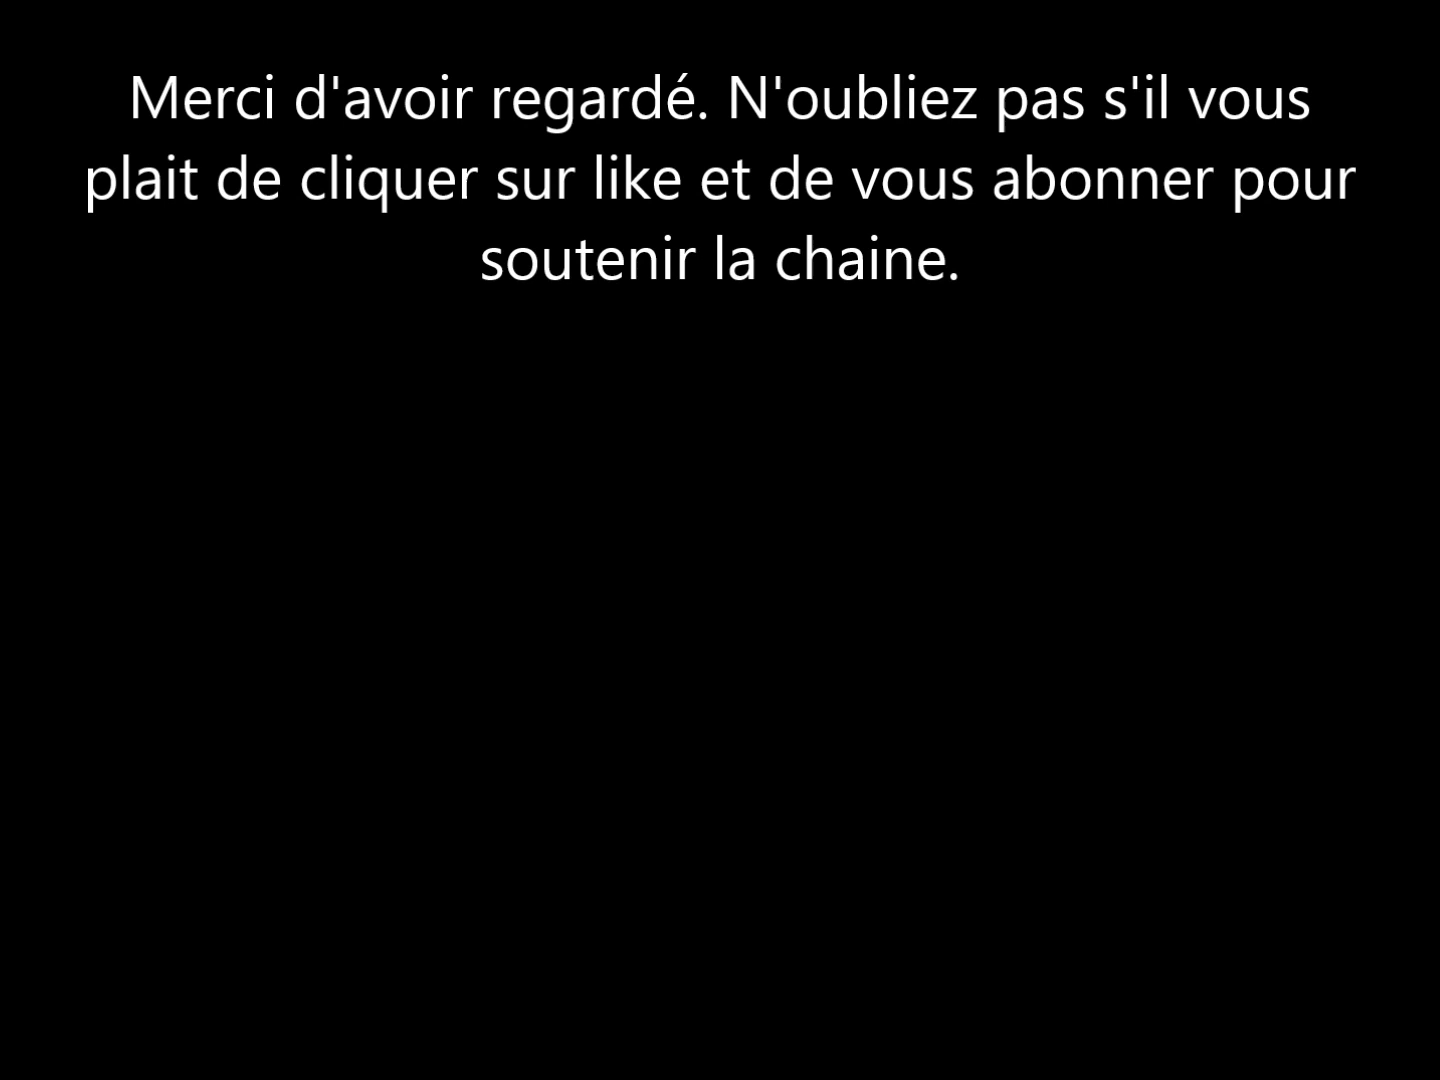 Merci d'avoir regardé. N'oubliez pas s'il vous
plait de cliquer sur like et de vous abonner pour
soutenir la chaine.